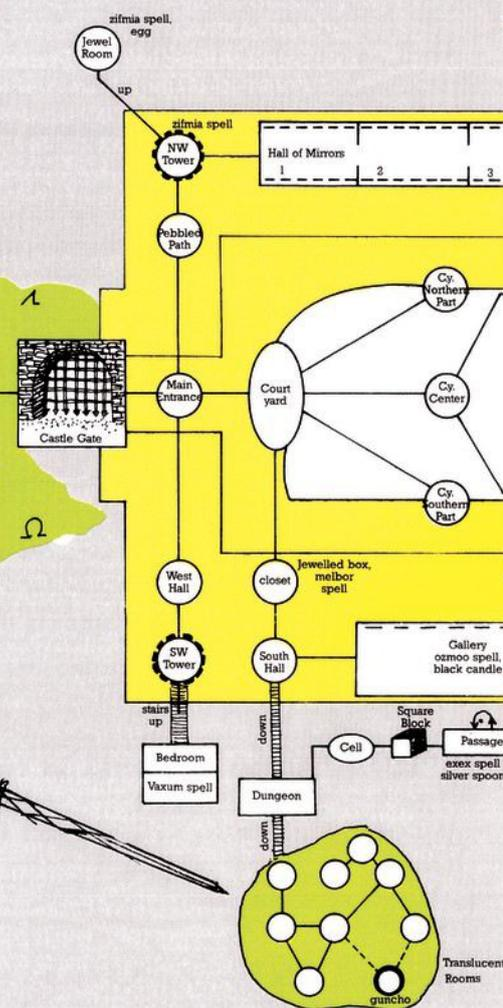 zifmia spell,
egg
Jewel
Room
up
zifmia spell
NW
Tower
Hall of Mirrors
1
2
3
Pebbled
Path
Cy.
Northern
Part
Λ
Main
Entrance
Court
yard
Cy.
Center
Castle Gate
Cy.
Southern
Part
Ω
West
Hall
closet
Jewelled box,
melbor
spell
SW
Tower
South
Hall
Gallery
ozmoo spell,
black candle
stairs
up
down
Square
Block
Cell
Passage
exex spell
silver spoon
Bedroom
Vaxum spell
Dungeon
down
Translucent
Rooms
guncho